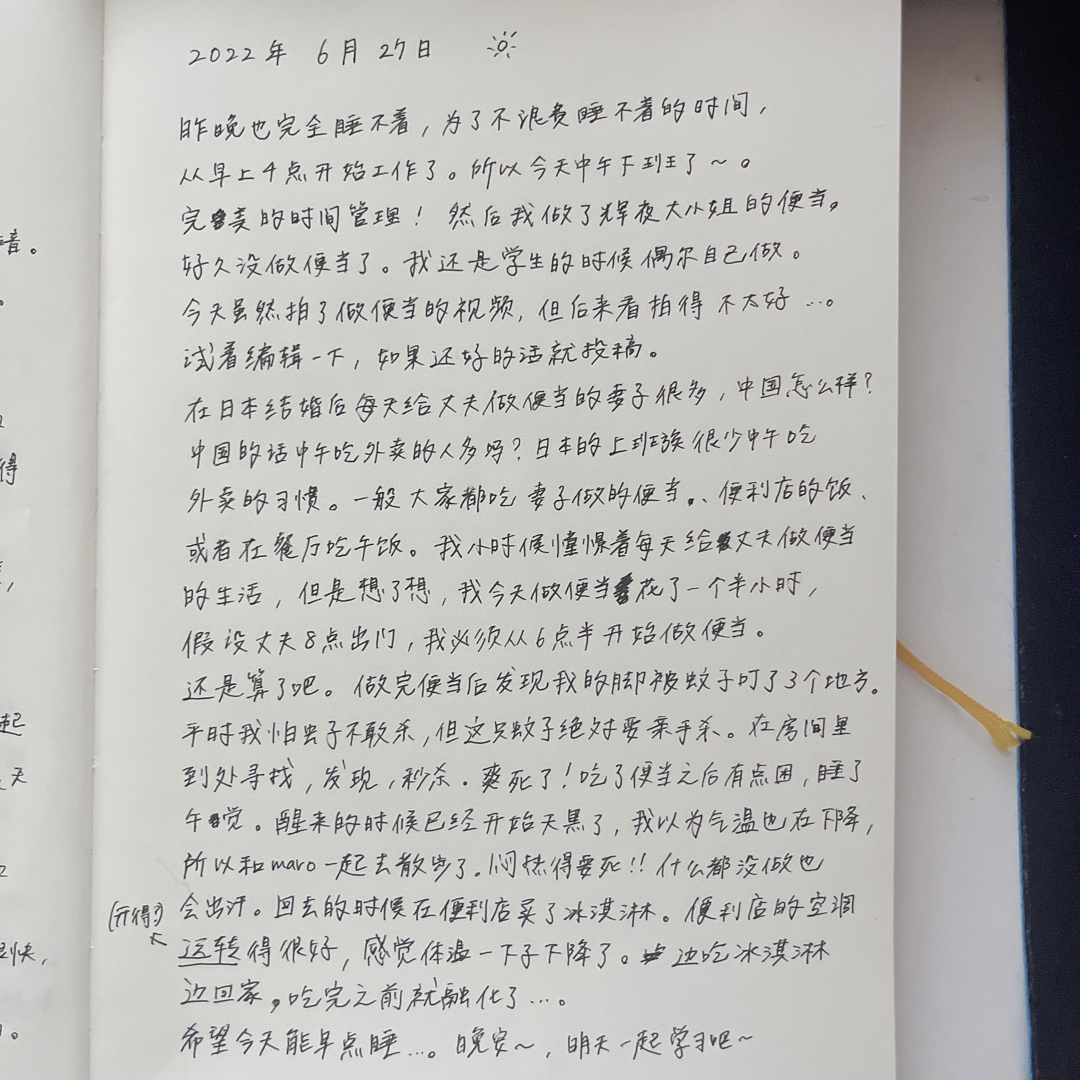 2022年 6月 27日
昨晚也完全睡不着，为了不浪费睡不着的时间，
从早上4点开始工作了。所以今天中午下班了～。
完美的时间管理！ 然后我做了辉夜大小姐的便当。
好久没做便当了。我还是学生的时候偶尔自己做。
今天虽然拍了做便当的视频，但后来看拍得不太好…。
试着编辑一下，如果还好的话就投稿。
在日本结婚后每天给丈夫做便当的妻子很多，中国怎么样？
中国的话中午吃外卖的人多吗？日本的上班族很少中午吃
外卖的习惯。一般大家都吃妻子做的便当、便利店的饭、
或者在餐厅吃午饭。我小时候憧憬着每天给丈夫做便当
的生活，但是想了想，我今天做便当花了一个半小时，
假设丈夫8点出门，我必须从6点半开始做便当。
还是算了吧。做完便当后发现我的脚被蚊子叮了3个地方。
平时我怕虫子不敢杀，但这只蚊子绝对要亲手杀。在房间里
到处寻找，发现，秒杀．爽死了！吃了便当之后有点困，睡了
午觉。醒来的时候已经开始天黑了，我以为气温也在下降，
所以和maro一起去散步了．闷热得要死!! 什么都没做也
会出汗。回去的时候在便利店买了冰淇淋。便利店的空调
(开得?)
运转得很好，感觉体温一下子下降了。边吃冰淇淋
边回家，吃完之前就融化了…。
希望今天能早点睡…。晚安～，明天一起学习吧～
音。
。
得
，
起
天
到快，
。